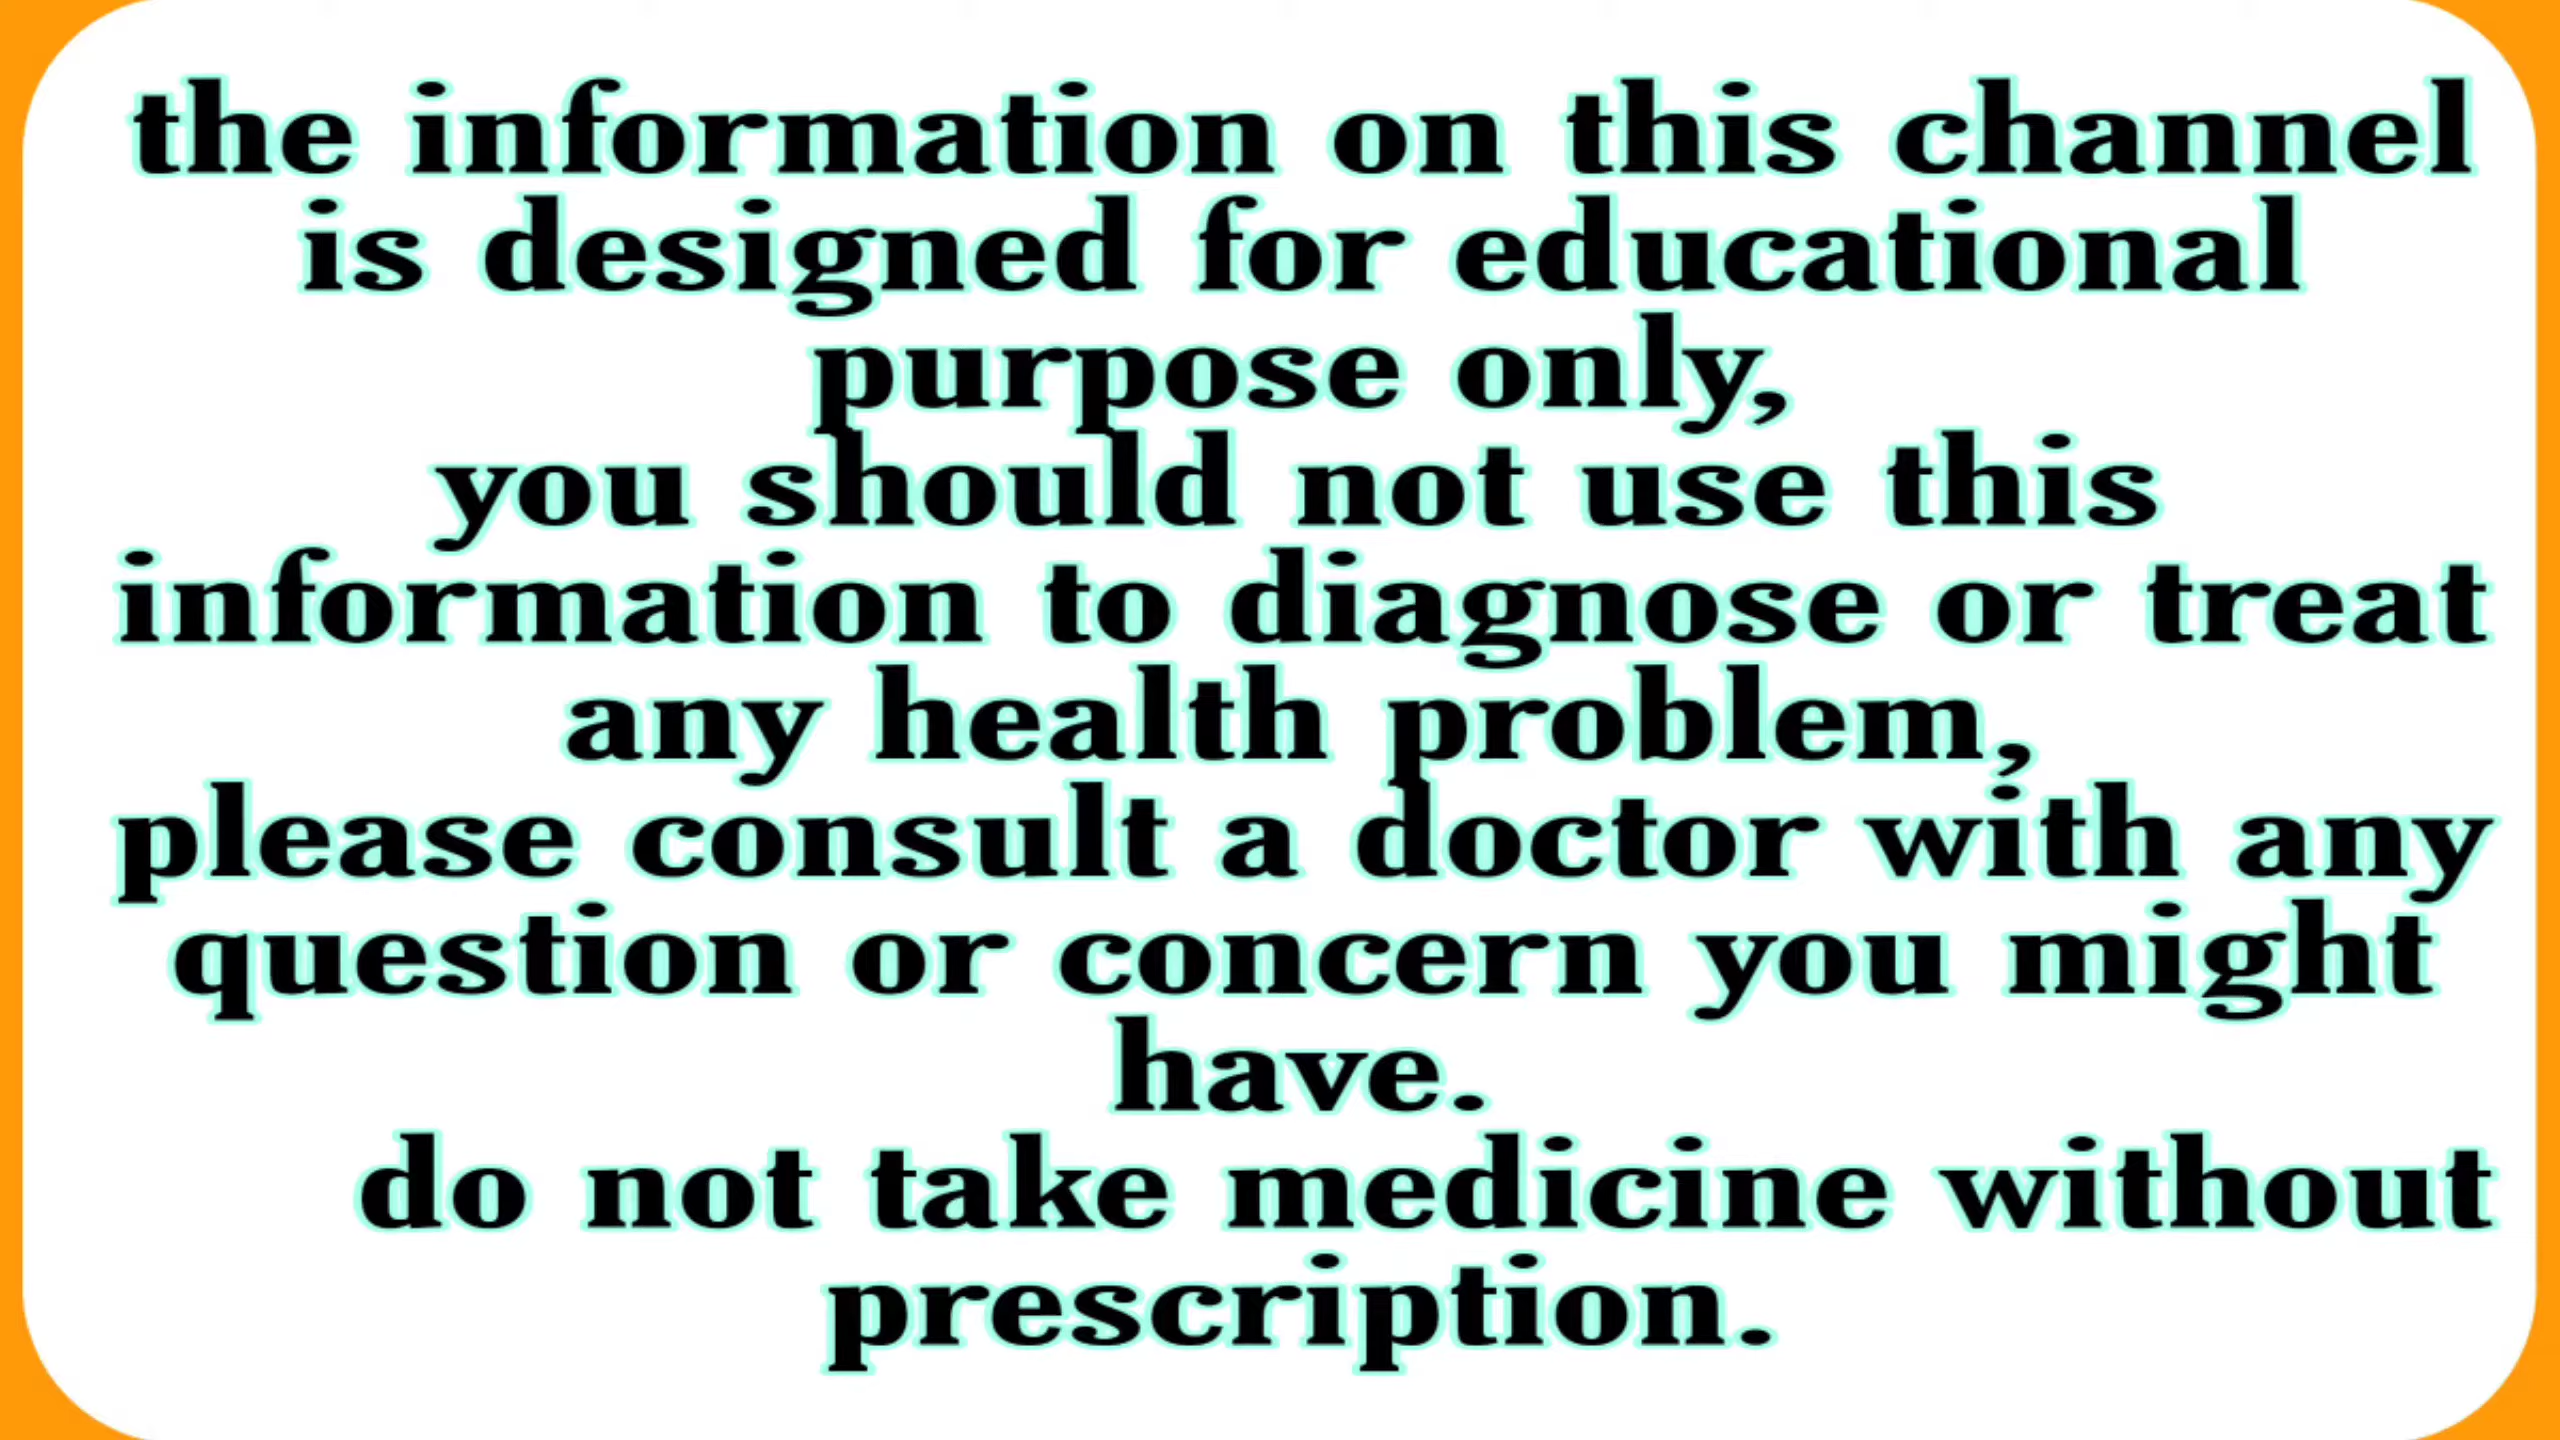 the information on this channel
is designed for educational
purpose only,
you should not use this
information to diagnose or treat
any health problem,
please consult a doctor with any
question or concern you might
have.
do not take medicine without
prescription.